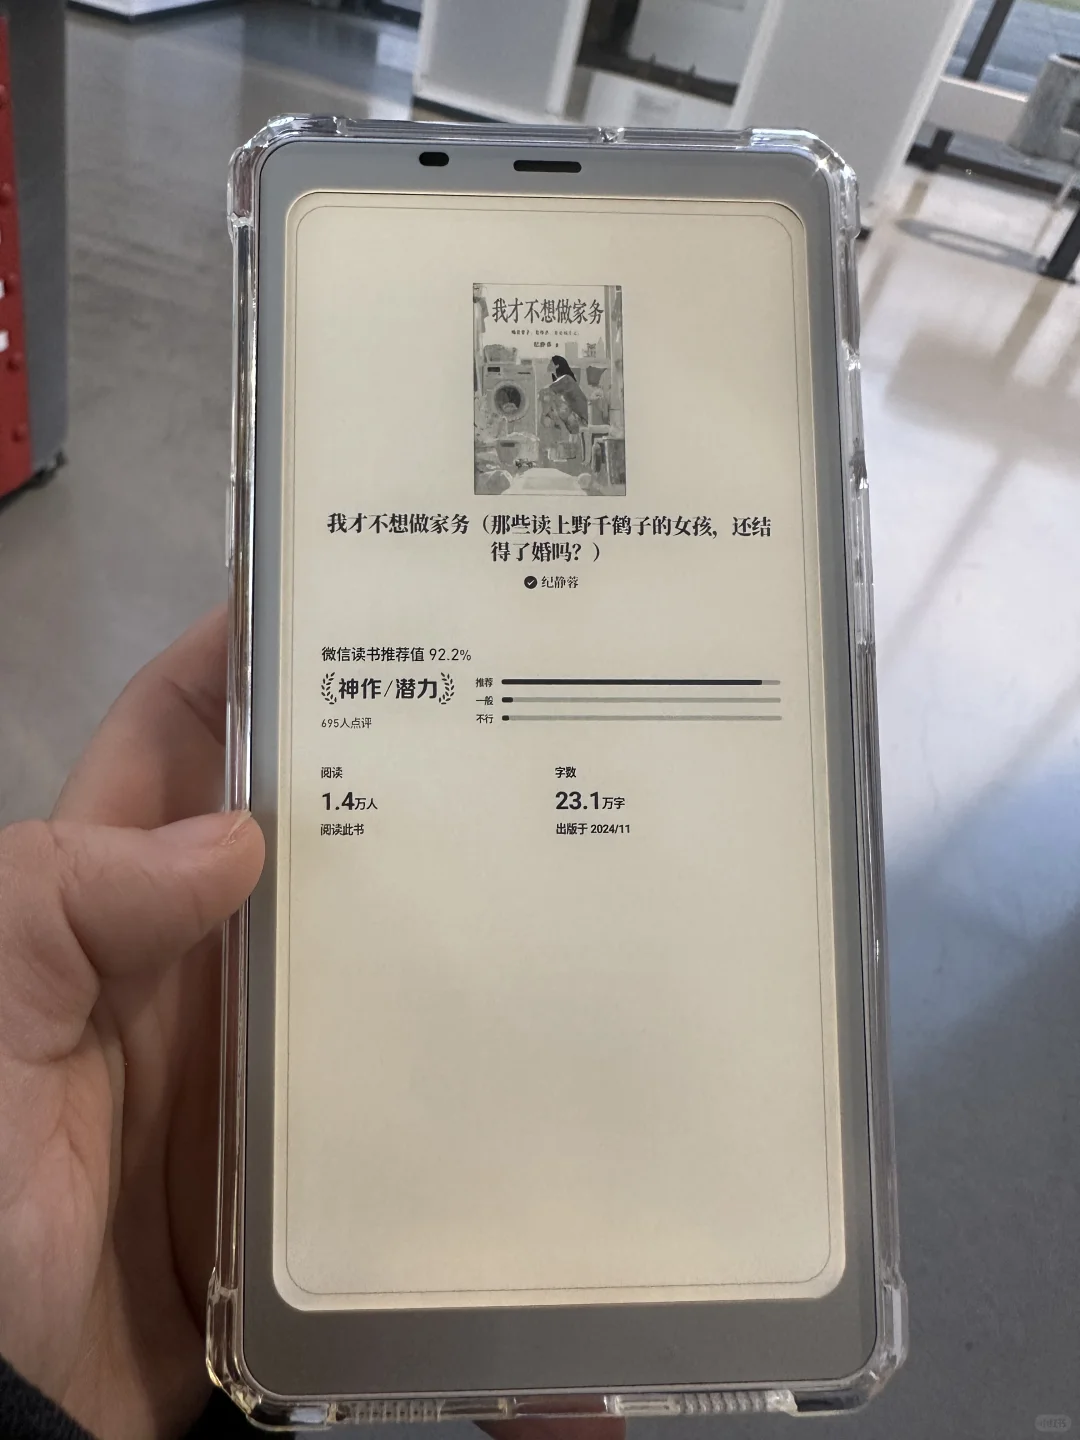 我才不想做家务
纪静蓉 著
我才不想做家务（那些读上野千鹤子的女孩，还结
得了婚吗？）
纪静蓉
微信读书推荐值 92.2%
神作/潜力
695人点评
推荐
一般
不行
阅读
1.4万人
阅读此书
字数
23.1万字
出版于 2024/11